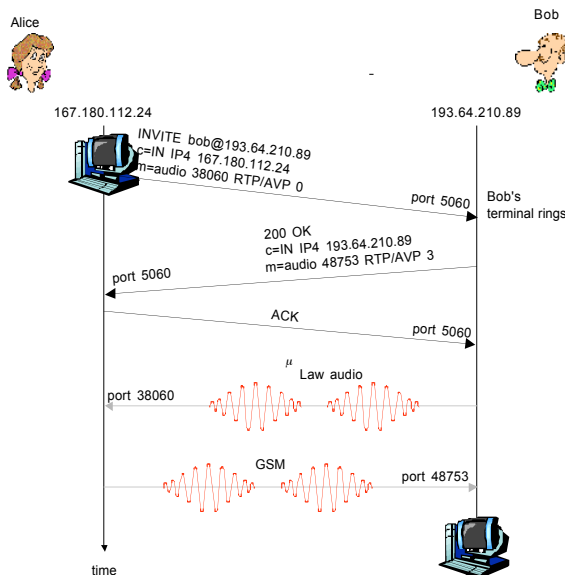 Alice
Bob
-
167.180.112.24
193.64.210.89
INVITE bob@193.64.210.89
c=IN IP4 167.180.112.24
m=audio 38060 RTP/AVP 0
port 5060
Bob's
terminal rings
200 OK
c=IN IP4 193.64.210.89
m=audio 48753 RTP/AVP 3
port 5060
ACK
port 5060
μ
Law audio
port 38060
GSM
port 48753
time